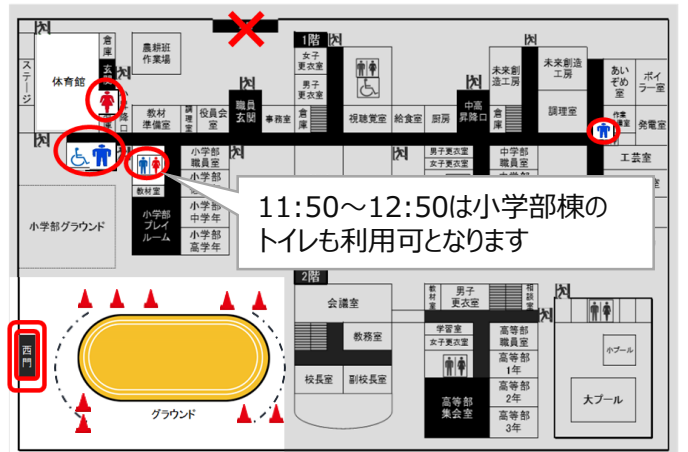 ステージ
体育館
倉庫
玄関
農耕班
作業場
教材
準備室
調理室
役員会
室
職員
玄関
事務室
倉庫
1階
女子
更衣室
男子
更衣室
視聴覚室
給食室
厨房
中高
昇降口
倉庫
未来創
造工房
未来創造
工房
調理室
あい
ぞめ
室
ボイ
ラー室
発電室
工芸室
小学部
職員室
小学部
教材室
小学部
プレイ
ルーム
小学部
中学年
小学部
高学年
男子更衣室
女子更衣室
中学部
職員室
小学部グラウンド
11:50～12:50は小学部棟の
トイレも利用可となります
2階
会議室
教務室
校長室
副校長室
教材室
男子
更衣室
相談室
学習室
女子更衣室
高等部
職員室
高等部
1年
高等部
2年
高等部
3年
高等部
集会室
小プール
大プール
西門
グラウンド